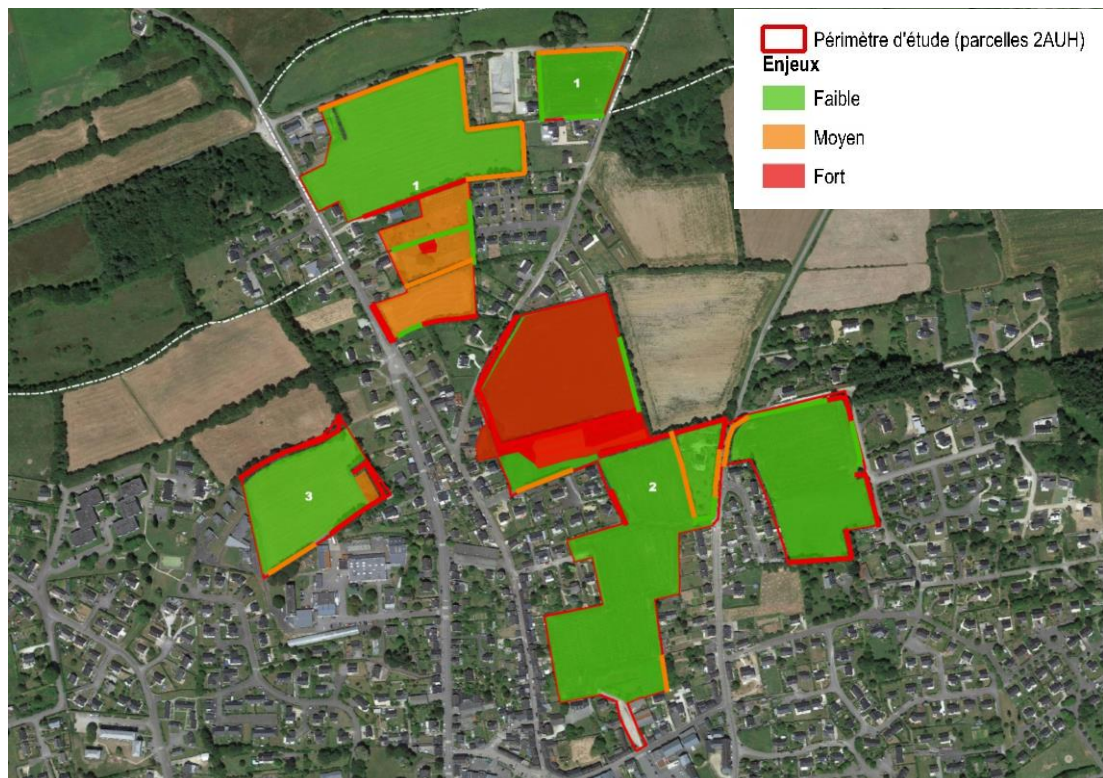 Périmètre d'étude (parcelles 2AUH)
Enjeux
Faible
Moyen
Fort
1
1
2
3